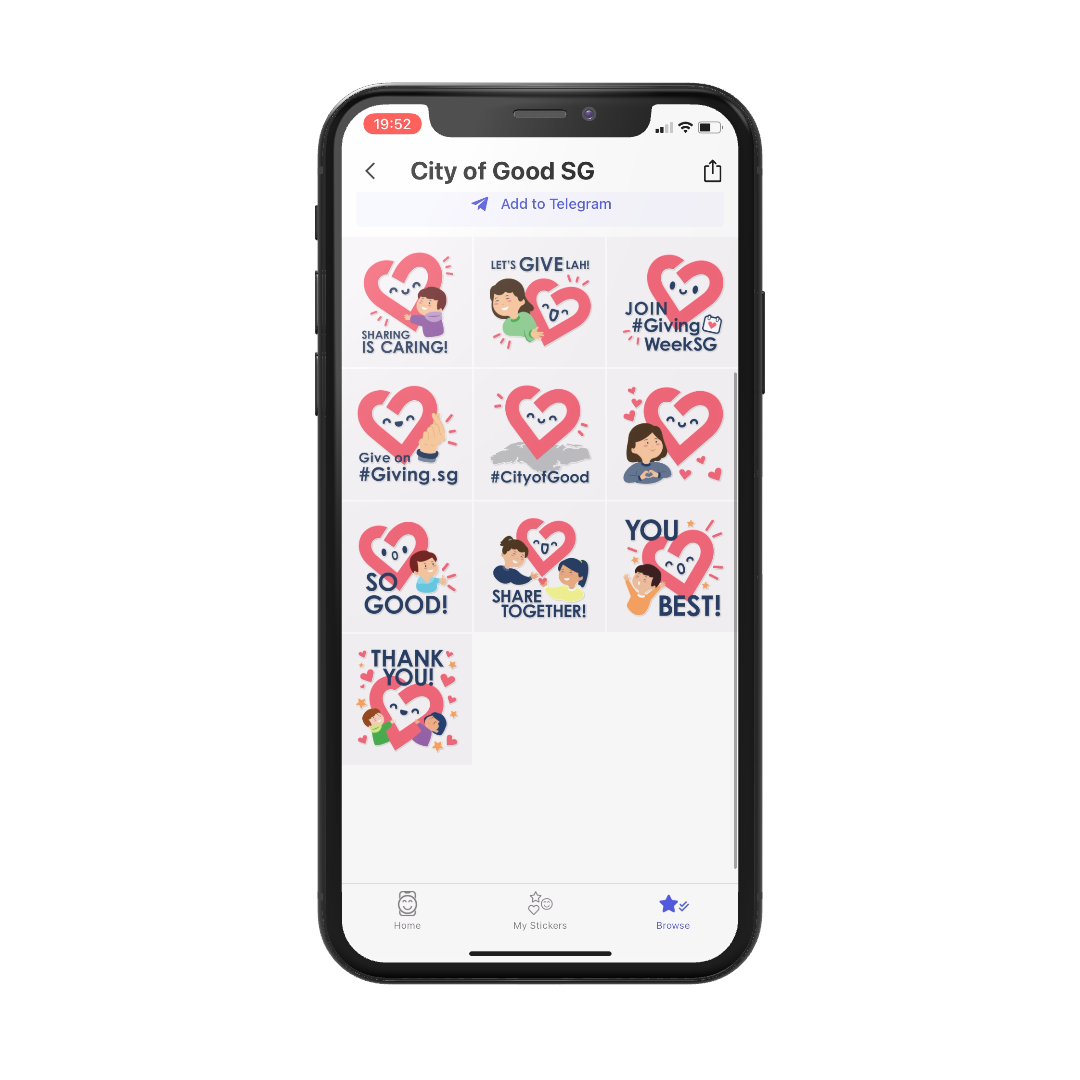 19:52
City of Good SG
Add to Telegram
SHARING
IS CARING!
LET'S GIVE LAH!
JOIN
#Giving
WeekSG
Give on
#Giving.sg
#CityofGood
SO
GOOD!
SHARE
TOGETHER!
YOU
BEST!
THANK
YOU!
Home
My Stickers
Browse